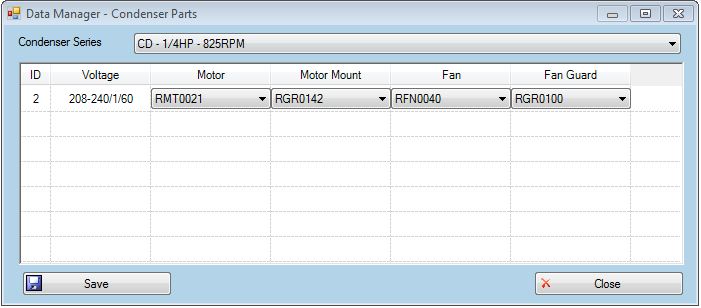 Data Manager - Condenser Parts
Condenser Series CD - 1/4HP - 825RPM
ID Voltage Motor Motor Mount Fan Fan Guard
2 208-240/1/60 RMT0021 RGR0142 RFN0040 RGR0100
Save Close